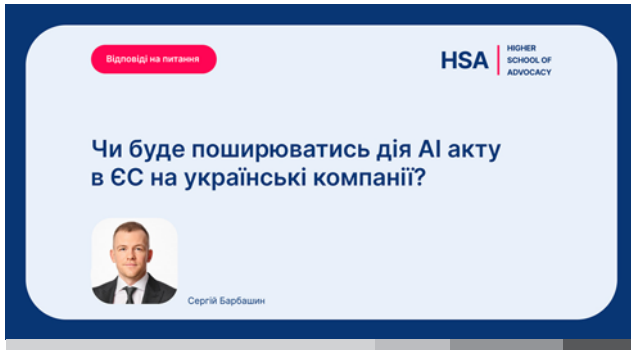 Відповіді на питання
HSA
HIGHER
SCHOOL OF
ADVOCACY
Чи буде поширюватись дія АІ акту
в ЄС на українські компанії?
Сергій Барбашин